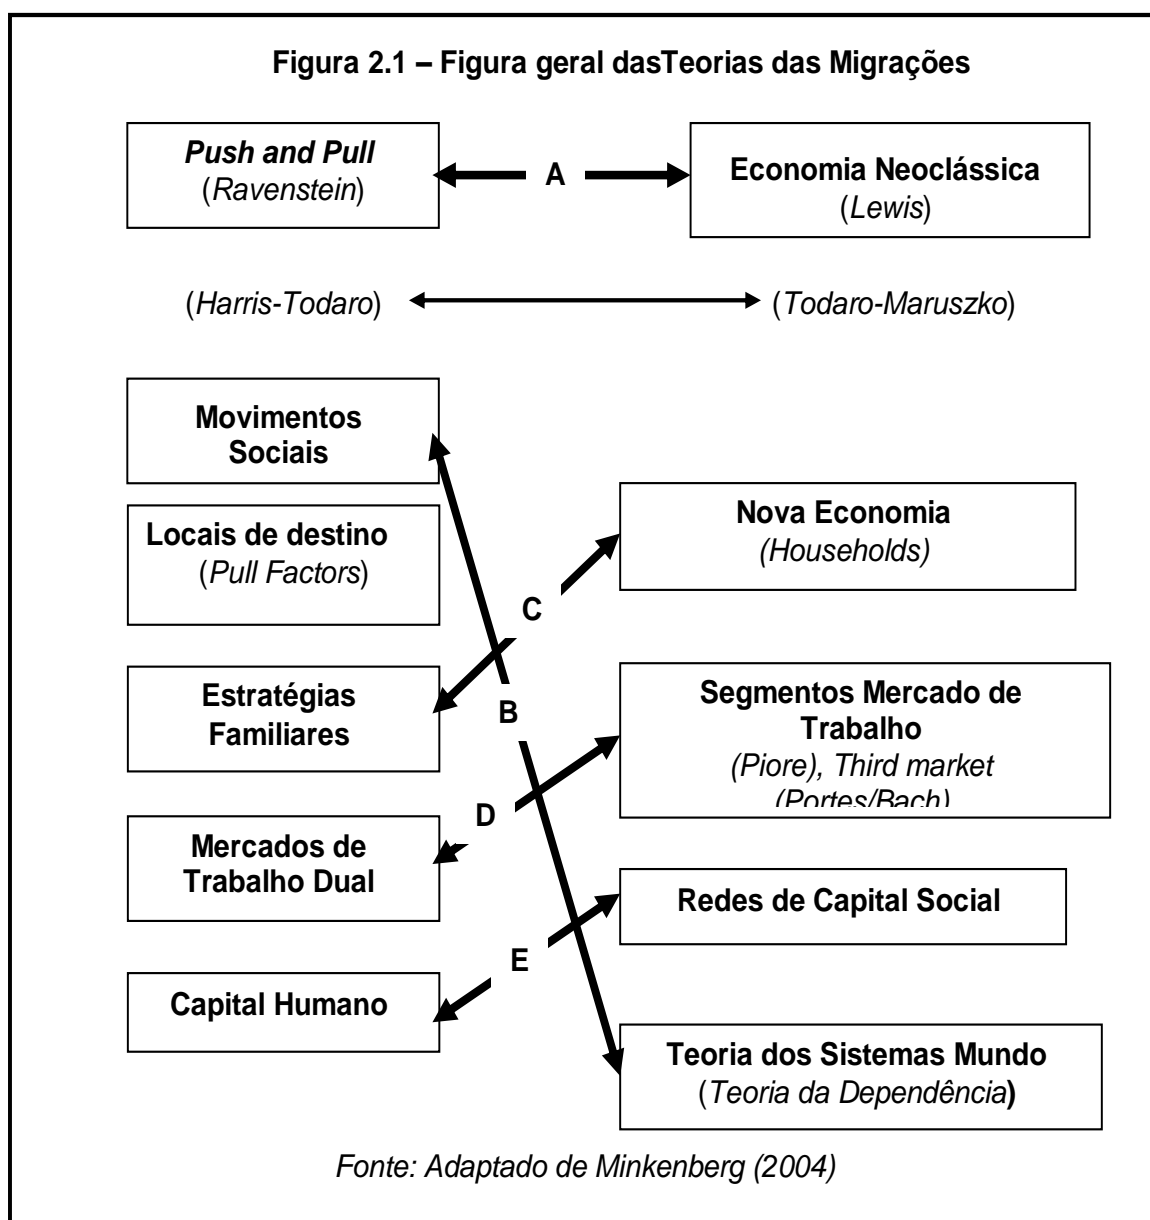 Figura 2.1 – Figura geral dasTeorias das Migrações
Push and Pull
(Ravenstein)
A
Economia Neoclássica
(Lewis)
(Harris-Todaro)
(Todaro-Maruszko)
Movimentos
Sociais
Locais de destino
(Pull Factors)
Nova Economia
(Households)
C
Estratégias
Familiares
B
Segmentos Mercado de
Trabalho
(Piore), Third market
(Portes/Bach)
D
Mercados de
Trabalho Dual
Redes de Capital Social
E
Capital Humano
Teoria dos Sistemas Mundo
(Teoria da Dependência)
Fonte: Adaptado de Minkenberg (2004)